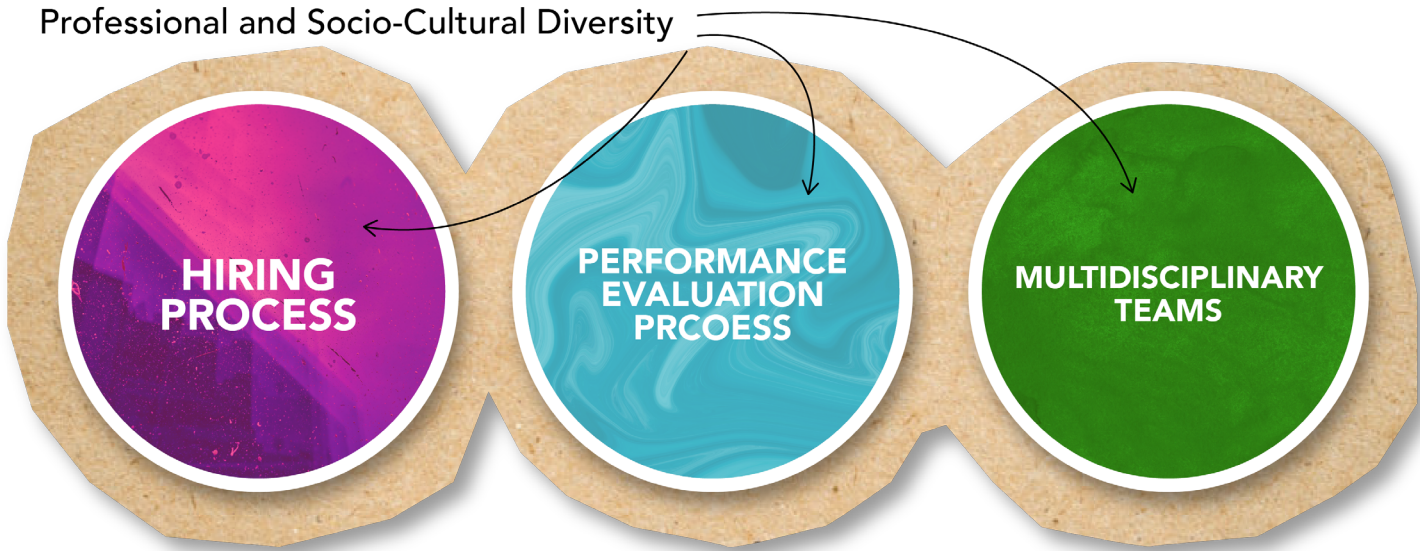 Professional and Socio-Cultural Diversity
HIRING
PROCESS
PERFORMANCE
EVALUATION
PRCOESS
MULTIDISCIPLINARY
TEAMS